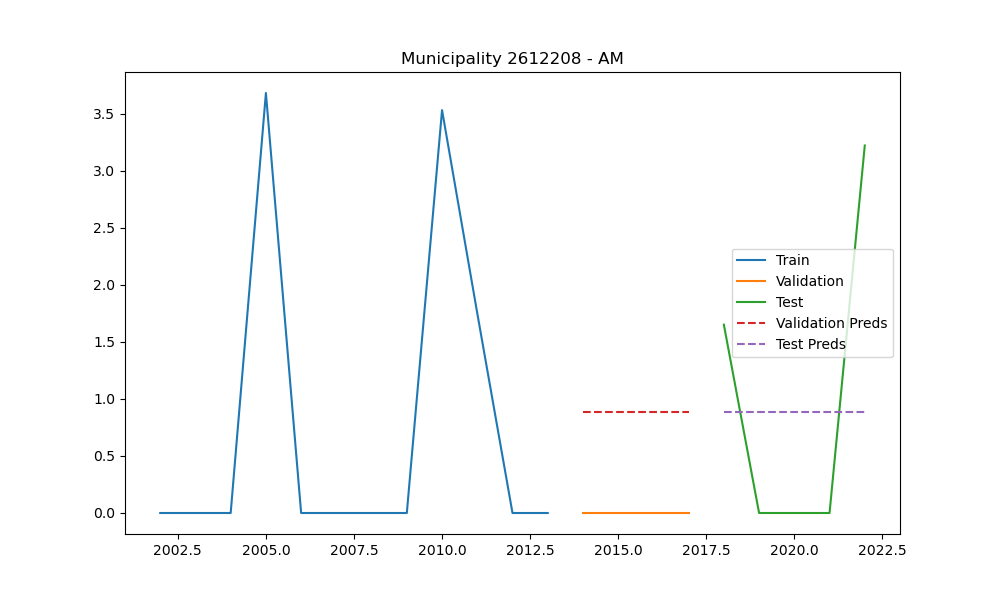 Municipality 2612208 - AM
3.5
3.0
2.5
2.0
1.5
1.0
0.5
0.0
Train
Validation
Test
Validation Preds
Test Preds
2002.5 2005.0 2007.5 2010.0 2012.5 2015.0 2017.5 2020.0 2022.5